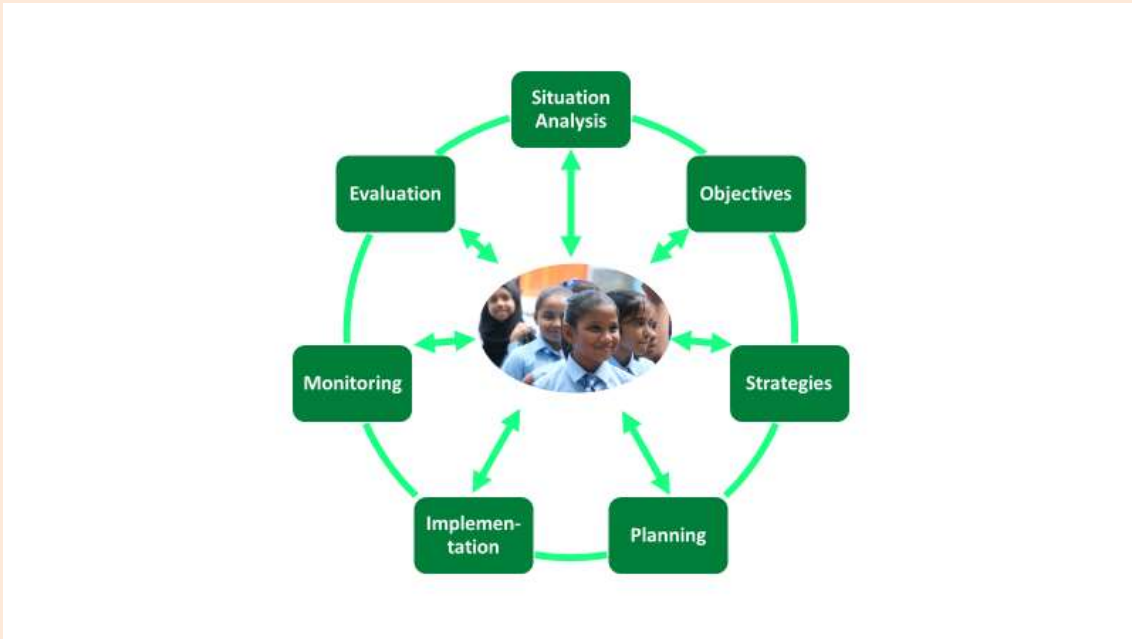 Situation
Analysis
Objectives
Strategies
Planning
Implemen-
tation
Monitoring
Evaluation